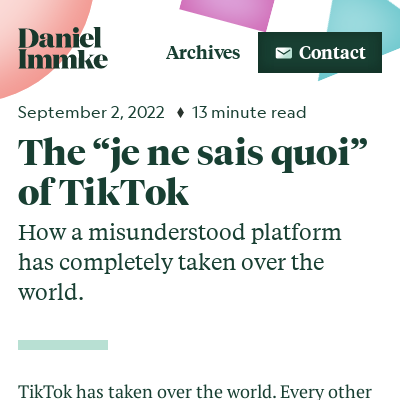 Daniel
Immke
Archives
Contact
September 2, 2022 ♦ 13 minute read
The “je ne sais quoi”
of TikTok
How a misunderstood platform
has completely taken over the
world.
TikTok has taken over the world. Every other